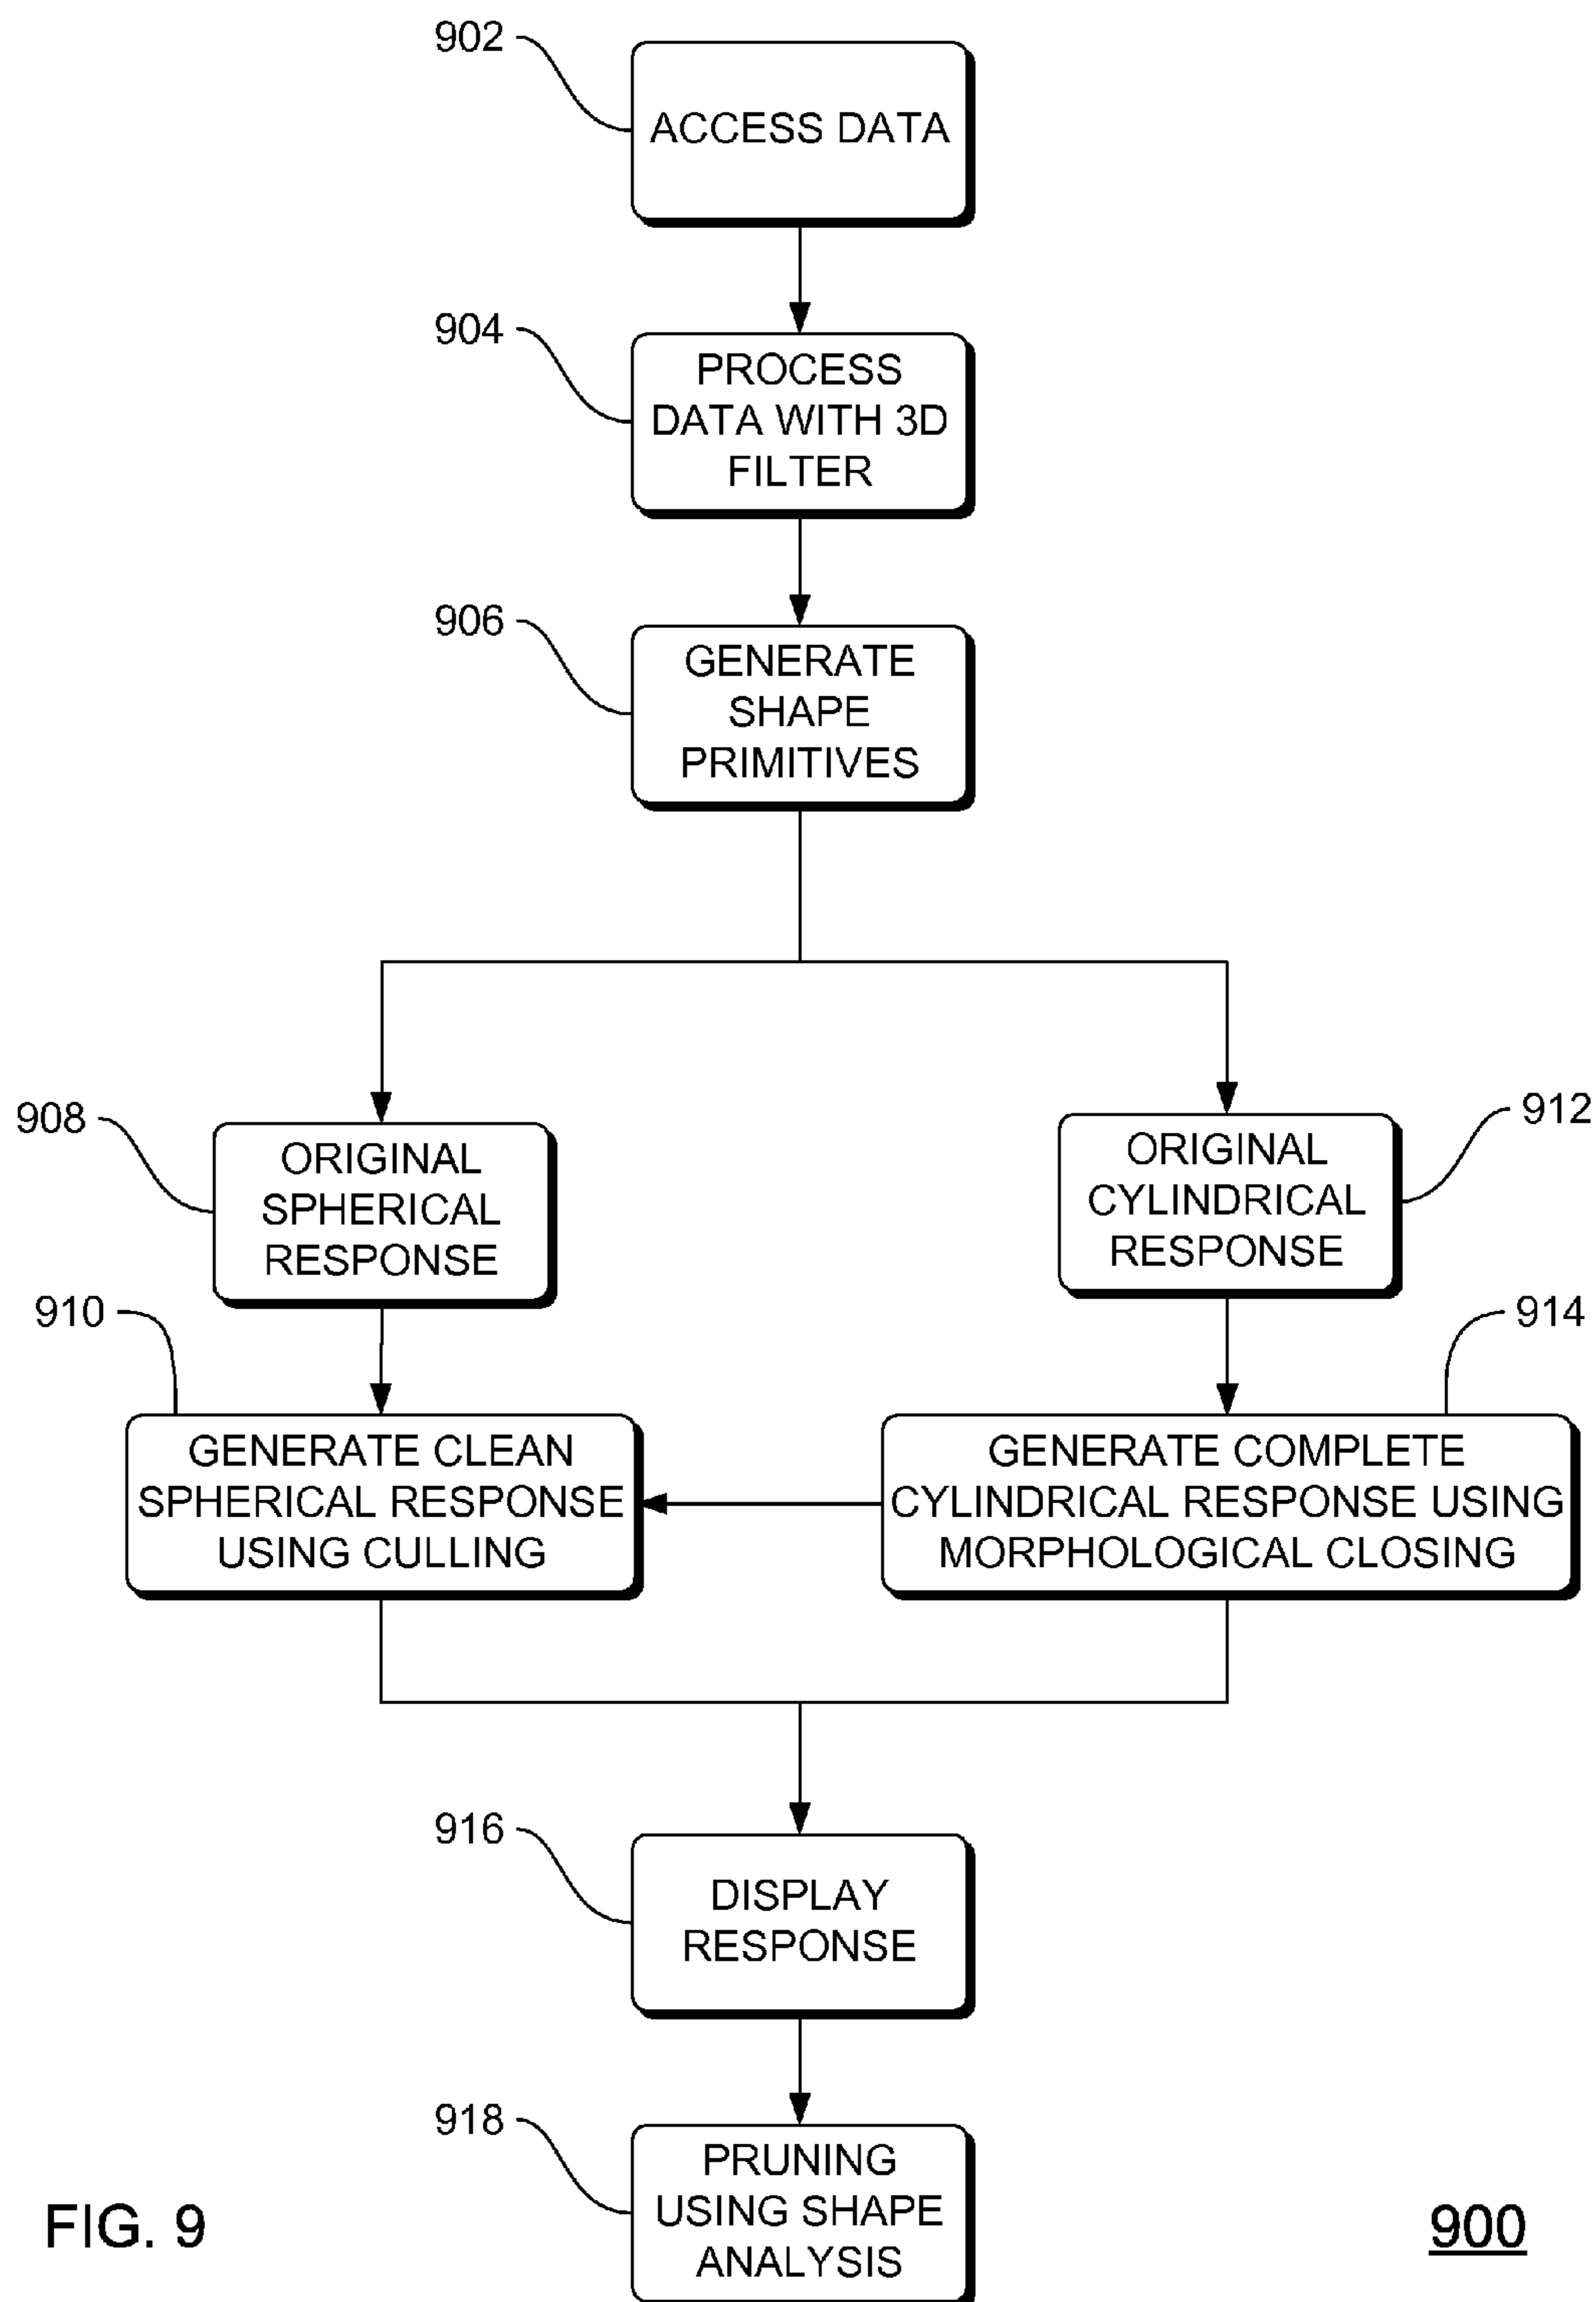 902
ACCESS DATA
904
PROCESS
DATA WITH 3D
FILTER
906
GENERATE
SHAPE
PRIMITIVES
908
ORIGINAL
SPHERICAL
RESPONSE
912
ORIGINAL
CYLINDRICAL
RESPONSE
910
GENERATE CLEAN
SPHERICAL RESPONSE
USING CULLING
914
GENERATE COMPLETE
CYLINDRICAL RESPONSE USING
MORPHOLOGICAL CLOSING
916
DISPLAY
RESPONSE
918
PRUNING
USING SHAPE
ANALYSIS
FIG. 9
900